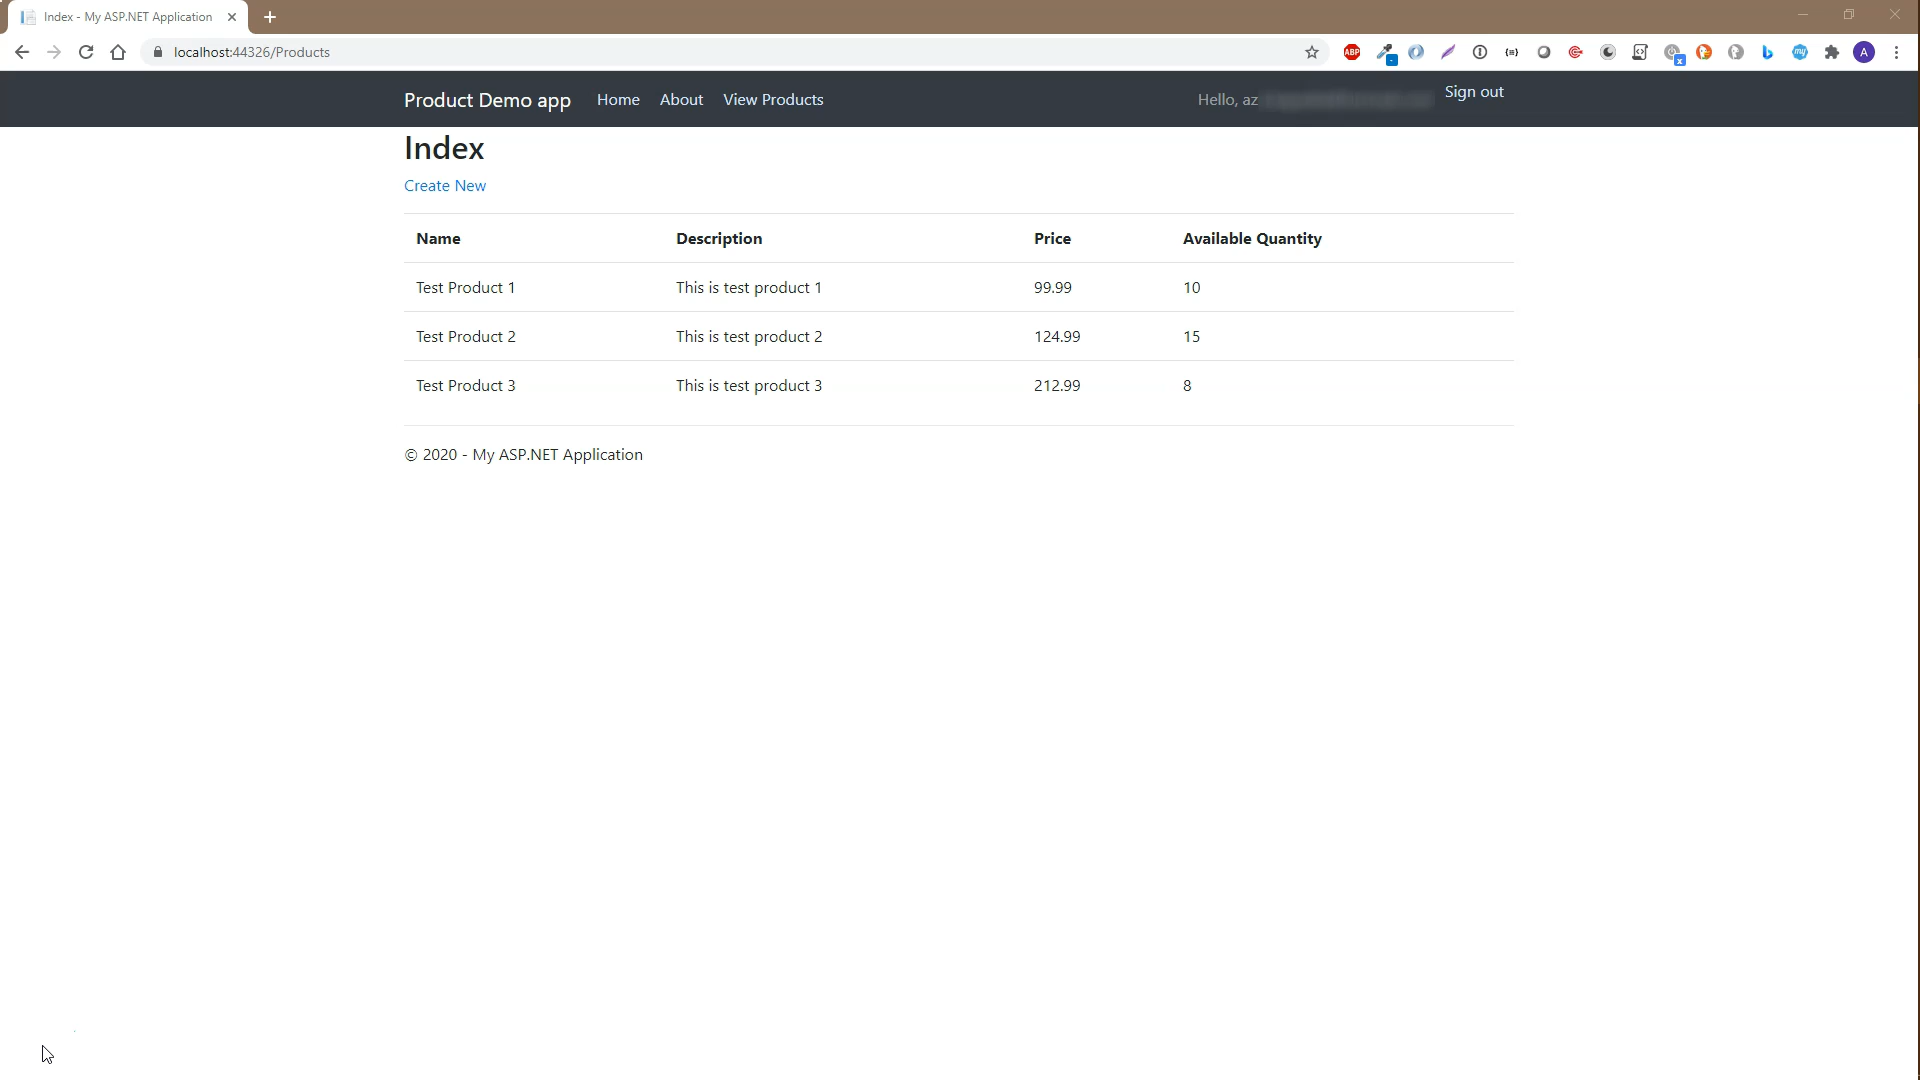 Index - My ASP.NET Application
localhost:44326/Products
ABP
A
Product Demo app Home About View Products Hello, az Sign out
Index
Create New
Name Description Price Available Quantity
Test Product 1 This is test product 1 99.99 10
Test Product 2 This is test product 2 124.99 15
Test Product 3 This is test product 3 212.99 8
© 2020 - My ASP.NET Application